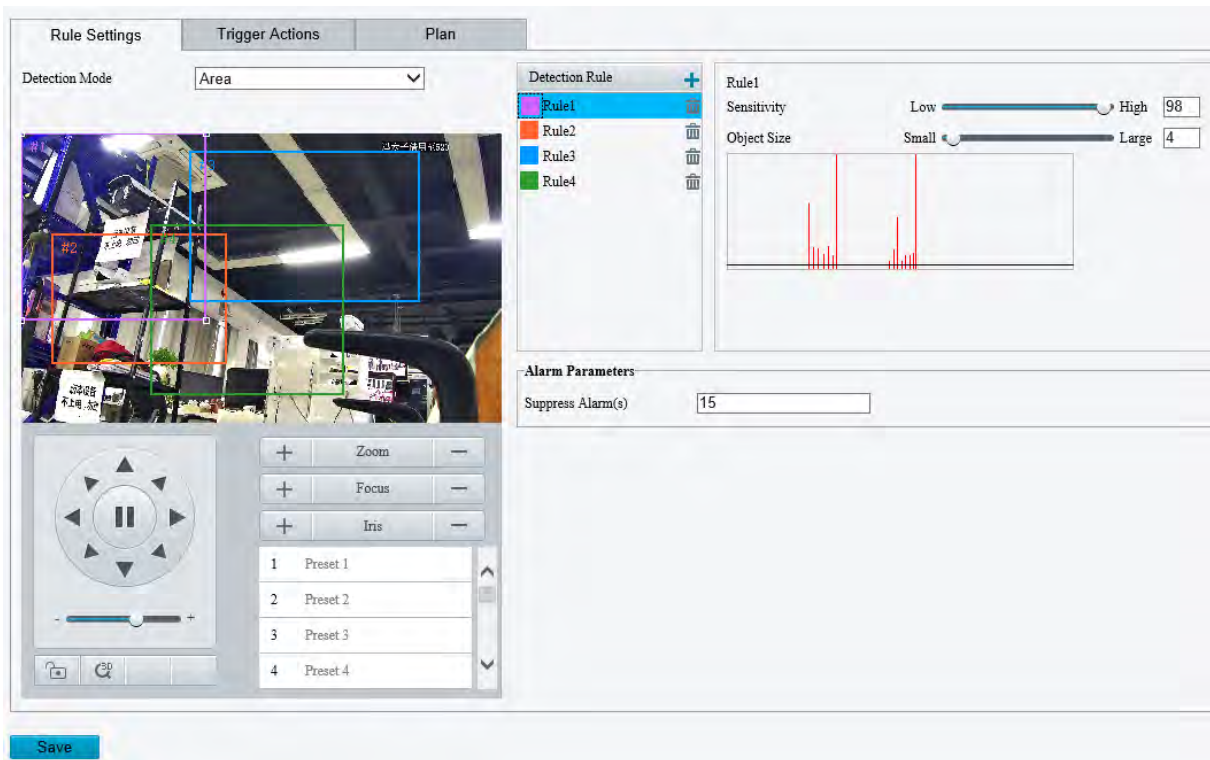 Rule Settings
Trigger Actions
Plan
Detection Mode
Area
Detection Rule
Rule1
Rule2
Rule3
Rule4
Rule1
Sensitivity
Low
High
98
Object Size
Small
Large
4
#1
#2
Alarm Parameters
Suppress Alarm(s)
15
Zoom
Focus
Iris
1 Preset 1
2 Preset 2
3 Preset 3
4 Preset 4
- +
3D
Save